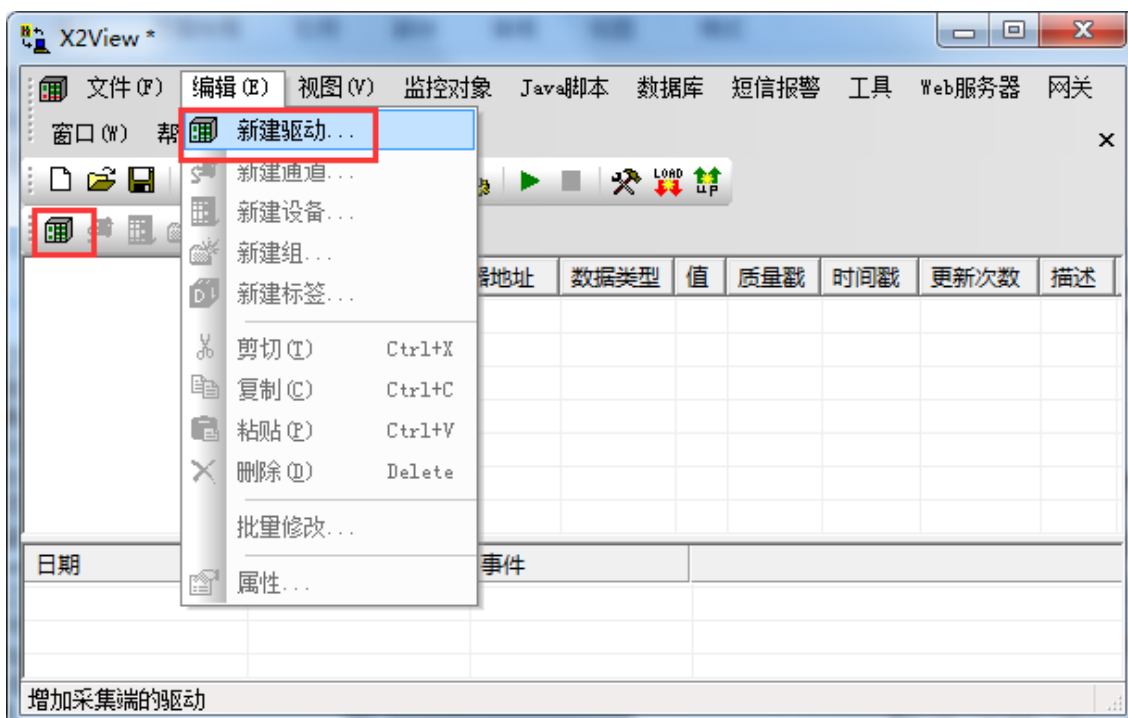 X2View *
文件(F) 编辑(E) 视图(V) 监控对象 Java脚本 数据库 短信报警 工具 Web服务器 网关
窗口(W) 帮
新建驱动...
LOAD UP
新建通道...
新建设备...
新建组...
器地址 数据类型 值 质量戳 时间戳 更新次数 描述
新建标签...
剪切(T) Ctrl+X
复制(C) Ctrl+C
粘贴(P) Ctrl+V
删除(D) Delete
批量修改...
日期 事件
属性...
增加采集端的驱动